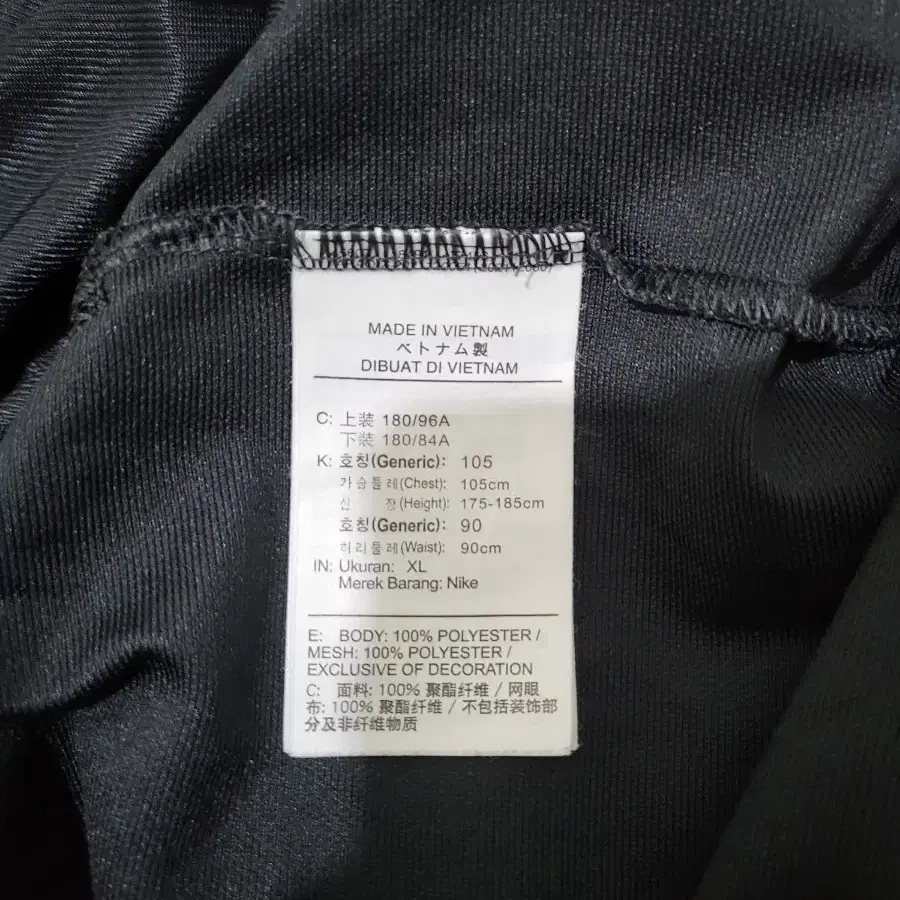 MADE IN VIETNAM
ベトナム製
DIBUAT DI VIETNAM
C: 上装 180/96A
下装 180/84A
K: 호칭(Generic): 105
가슴둘레(Chest): 105cm
신 장(Height): 175-185cm
호칭(Generic): 90
허리둘레(Waist): 90cm
IN: Ukuran: XL
Merek Barang: Nike
E: BODY: 100% POLYESTER /
MESH: 100% POLYESTER /
EXCLUSIVE OF DECORATION
C: 面料: 100% 聚酯纤维 / 网眼
布: 100% 聚酯纤维 / 不包括装饰部
分及非纤维物质